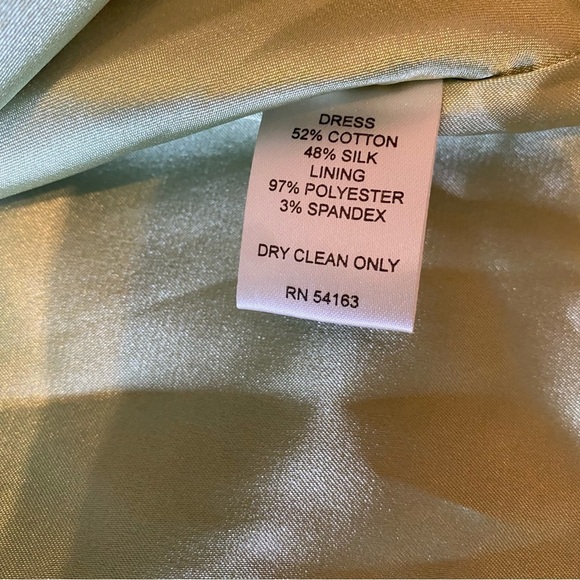 DRESS
52% COTTON
48% SILK
LINING
97% POLYESTER
3% SPANDEX
DRY CLEAN ONLY
RN 54163